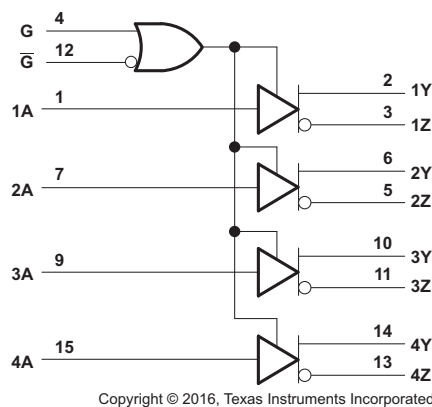 G 4
G̅ 12
1A 1
2 1Y
3 1Z
6 2Y
2A 7
5 2Z
10 3Y
3A 9
11 3Z
14 4Y
4A 15
13 4Z
Copyright © 2016, Texas Instruments Incorporated